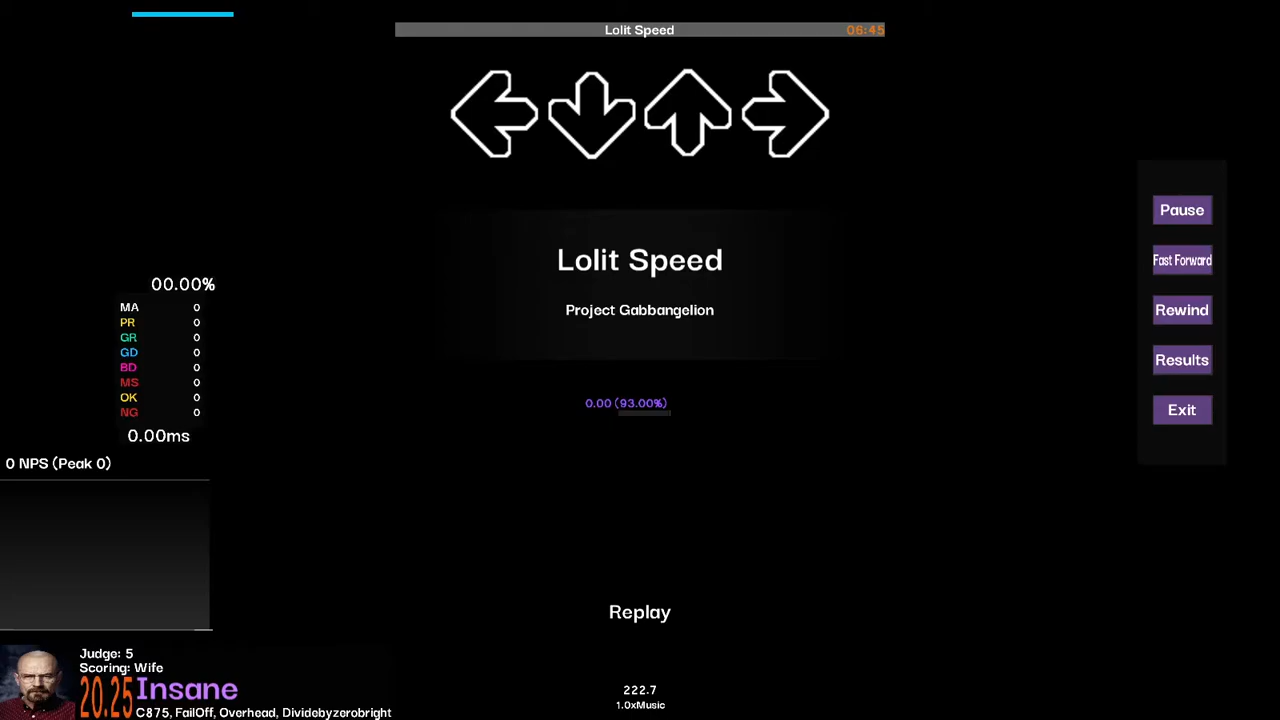 Lolit Speed 06:45
Lolit Speed
Project Gabbangelion
00.00%
MA 0
PR 0
GR 0
GD 0
BD 0
MS 0
OK 0
NG 0
0.00ms
0 NPS (Peak 0)
0.00 (93.00%)
Pause
Fast Forward
Rewind
Results
Exit
Replay
Judge: 5
Scoring: Wife
20.25 Insane
C875, FailOff, Overhead, Dividebyzerobright
222.7
1.0xMusic